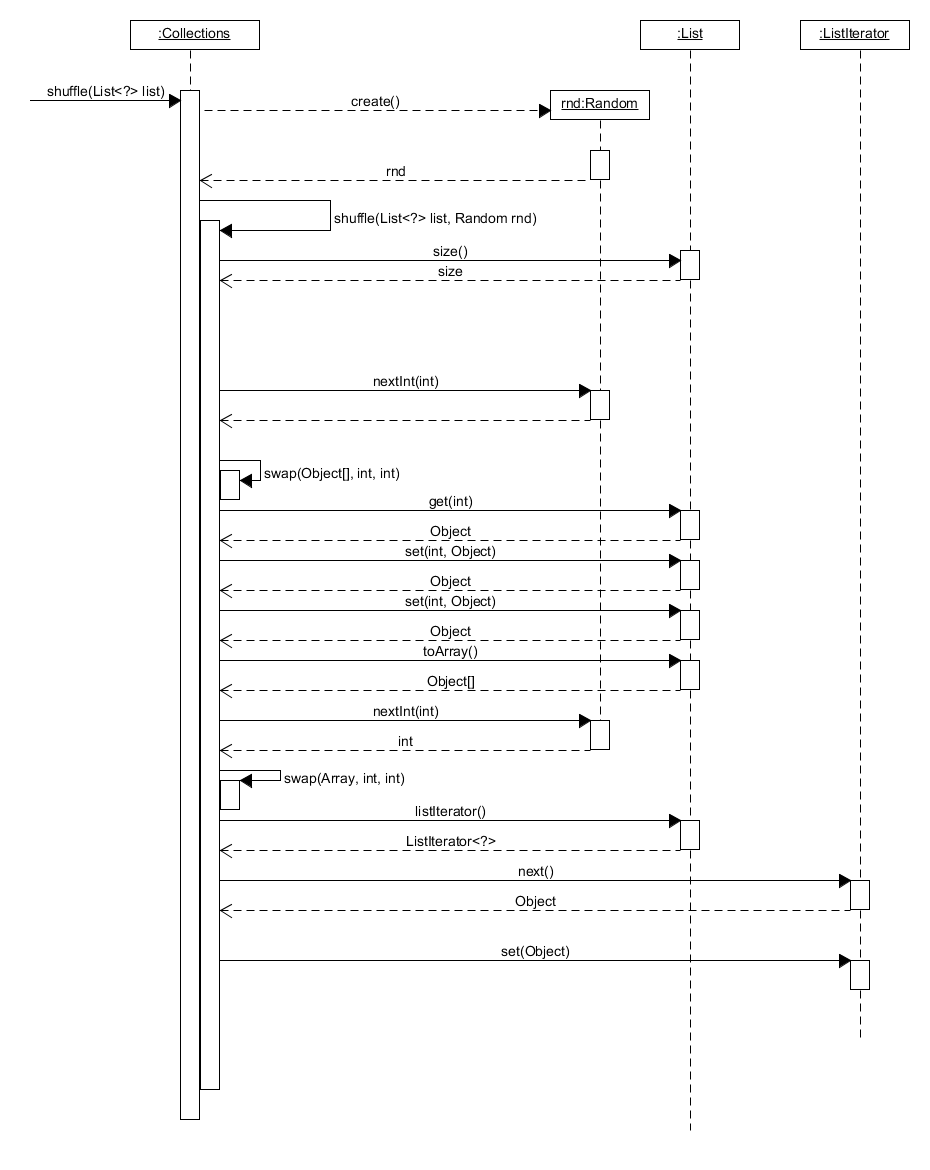 :Collections
:List
:ListIterator
shuffle(List<?> list)
create()
rnd:Random
rnd
shuffle(List<?> list, Random rnd)
size()
size
nextInt(int)
swap(Object[], int, int)
get(int)
Object
set(int, Object)
Object
set(int, Object)
Object
toArray()
Object[]
nextInt(int)
int
swap(Array, int, int)
listIterator()
ListIterator<?>
next()
Object
set(Object)